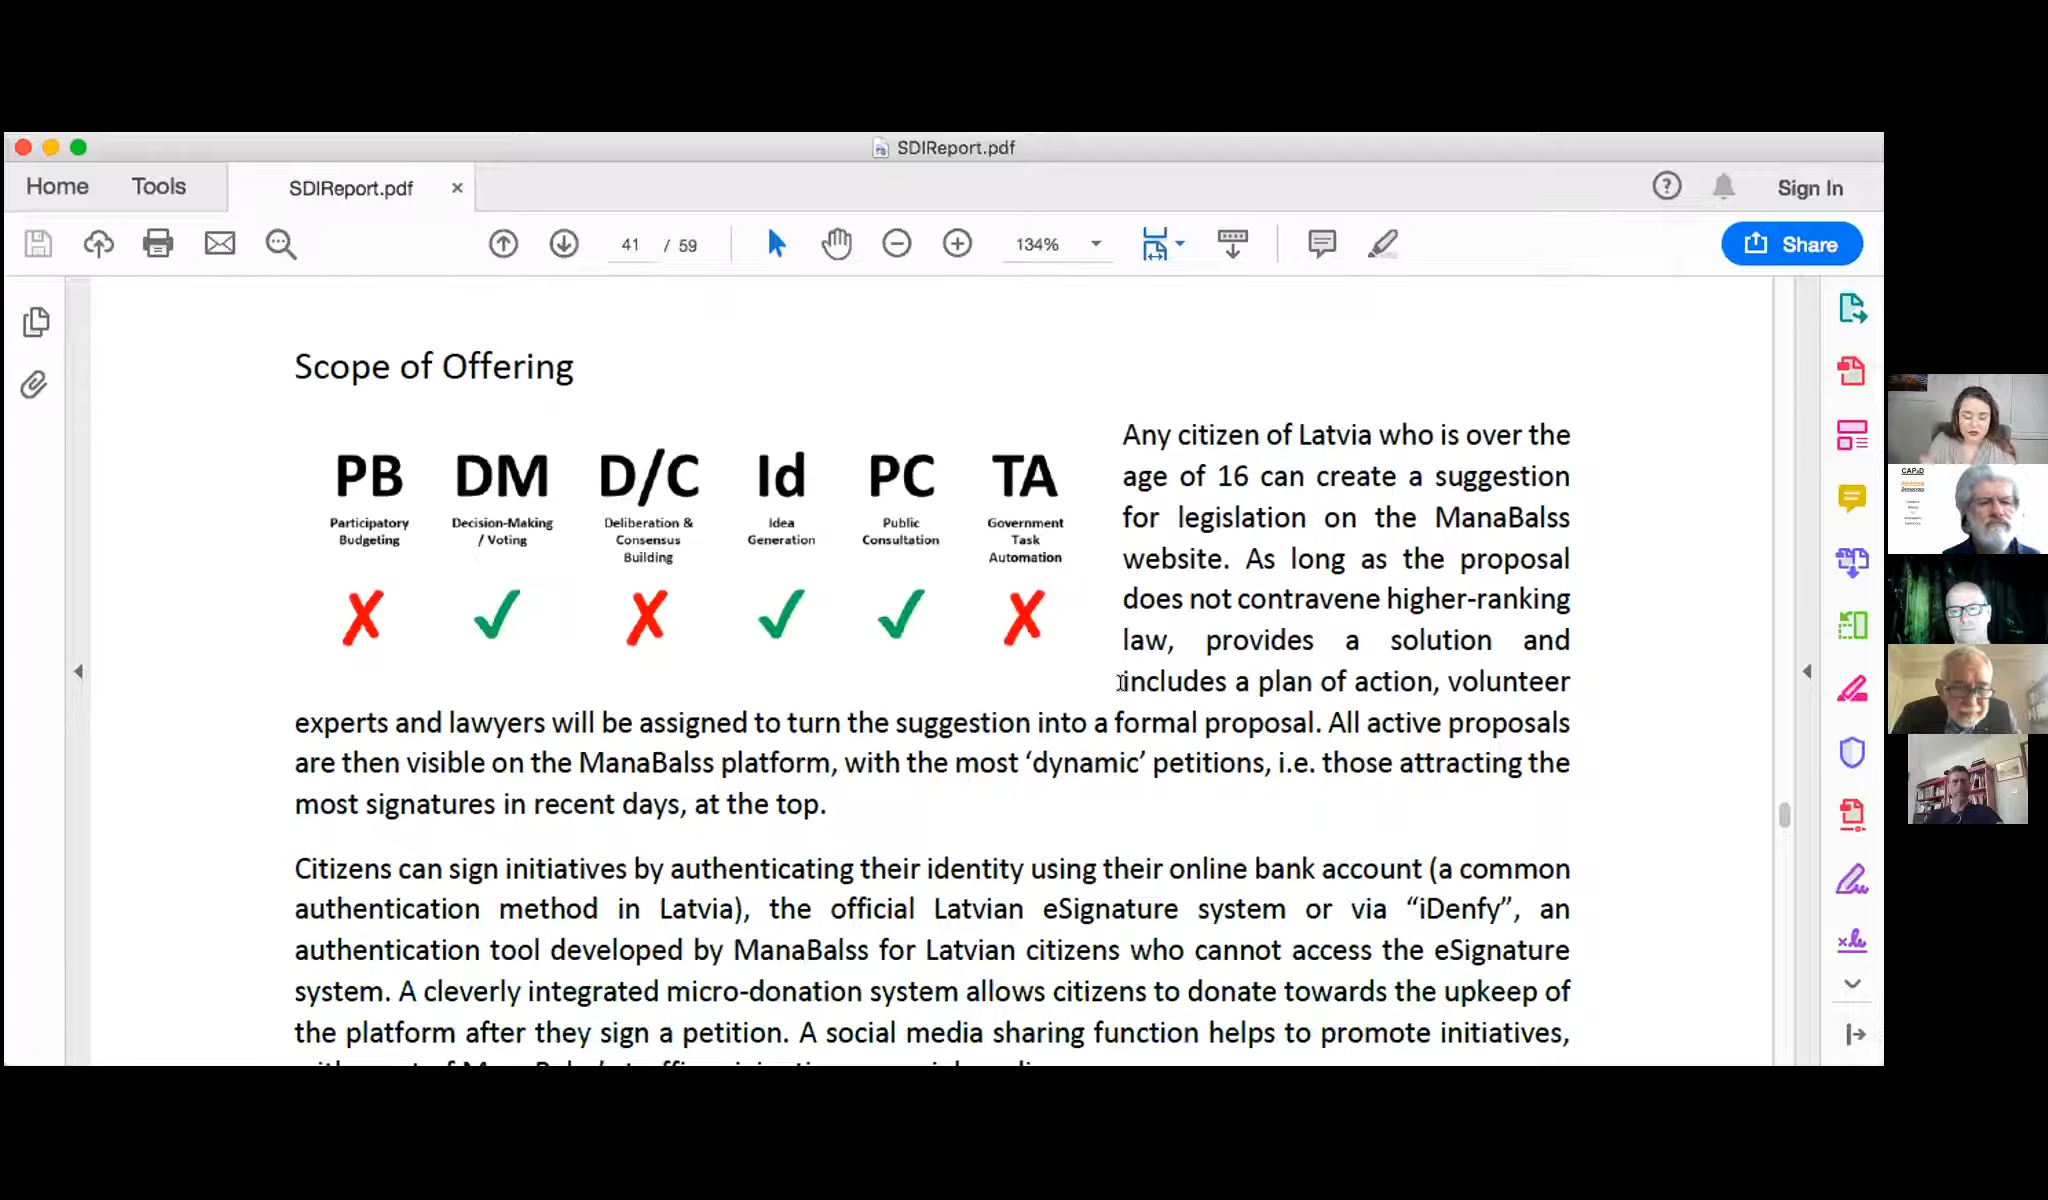 SDIReport.pdf
Home
Tools
SDIReport.pdf
Sign In
41 / 59
134%
Share
Scope of Offering
PB
DM
D/C
Id
PC
TA
Participatory
Budgeting
Decision-Making
/ Voting
Deliberation &
Consensus
Building
Idea
Generation
Public
Consultation
Government
Task
Automation
Any citizen of Latvia who is over the
age of 16 can create a suggestion
for legislation on the ManaBalss
website. As long as the proposal
does not contravene higher-ranking
law, provides a solution and
includes a plan of action, volunteer
experts and lawyers will be assigned to turn the suggestion into a formal proposal. All active proposals
are then visible on the ManaBalss platform, with the most ‘dynamic’ petitions, i.e. those attracting the
most signatures in recent days, at the top.
Citizens can sign initiatives by authenticating their identity using their online bank account (a common
authentication method in Latvia), the official Latvian eSignature system or via “iDenfy”, an
authentication tool developed by ManaBalss for Latvian citizens who cannot access the eSignature
system. A cleverly integrated micro-donation system allows citizens to donate towards the upkeep of
the platform after they sign a petition. A social media sharing function helps to promote initiatives,
Democracy